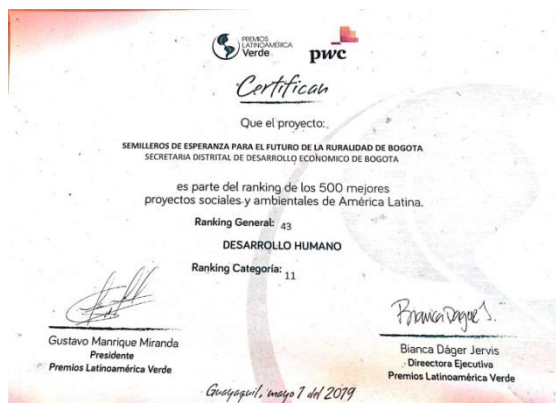 PREMIOS
LATINOAMÉRICA
Verde
pwc
Certifican
Que el proyecto:
SEMILLEROS DE ESPERANZA PARA EL FUTURO DE LA RURALIDAD DE BOGOTA
SECRETARIA DISTRITAL DE DESARROLLO ECONOMICO DE BOGOTA
es parte del ranking de los 500 mejores
proyectos sociales y ambientales de América Latina.
Ranking General: 43
DESARROLLO HUMANO
Ranking Categoría: 11
Gustavo Manrique Miranda
Presidente
Premios Latinoamérica Verde
Bianca Dager J.
Bianca Dáger Jervis
Direectora Ejecutiva
Premios Latinoamérica Verde
Guayaquil, mayo 7 del 2019